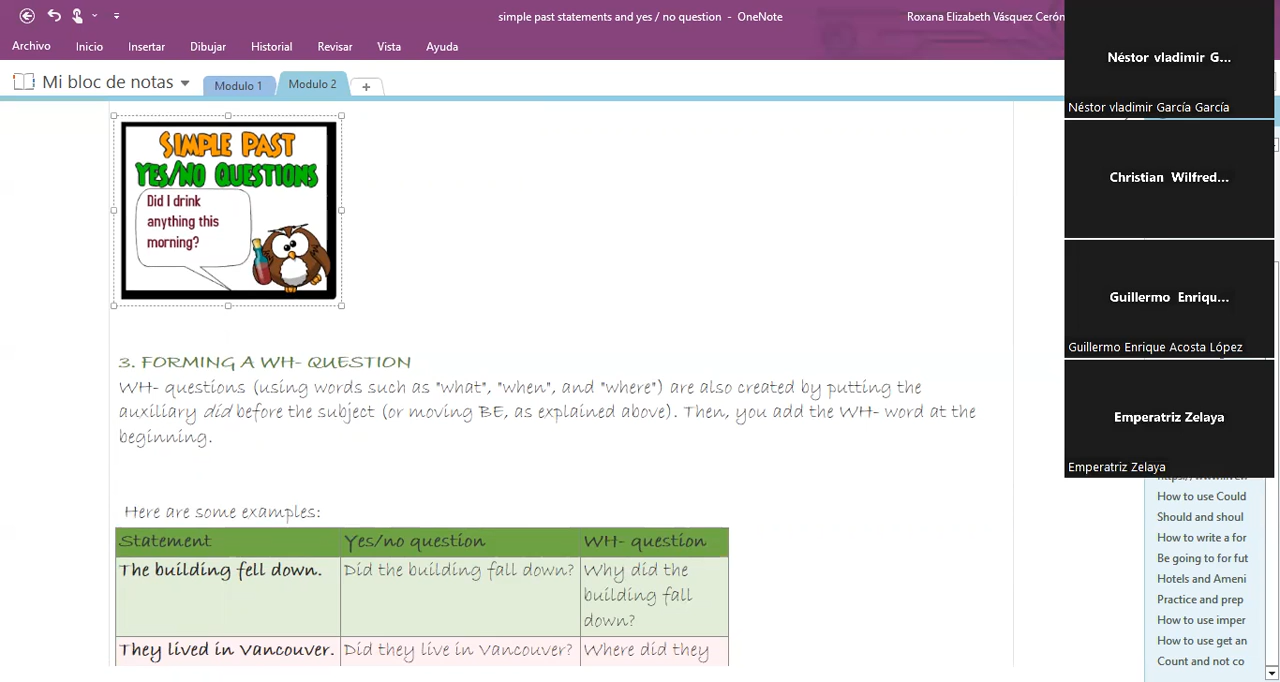 simple past statements and yes / no question - OneNote
Roxana Elizabeth Vásquez Cerón
Archivo
Inicio
Insertar
Dibujar
Historial
Revisar
Vista
Ayuda
Mi bloc de notas
Modulo 1
Modulo 2
+
SIMPLE PAST
YES/NO QUESTIONS
Did I drink
anything this
morning?
3. FORMING A WH- QUESTION
WH- questions (using words such as "what", "when", and "where") are also created by putting the
auxiliary did before the subject (or moving BE, as explained above). Then, you add the WH- word at the
beginning.
Here are some examples:
Statement
Yes/no question
WH- question
The building fell down.
Did the building fall down?
Why did the
building fall
down?
They lived in Vancouver.
Did they live in Vancouver?
Where did they
Néstor vladimir G...
Néstor vladimir García García
Christian Wilfred...
Guillermo Enriqu...
Guillermo Enrique Acosta López
Emperatriz Zelaya
Emperatriz Zelaya
How to use Could
Should and shoul
How to write a for
Be going to for fut
Hotels and Ameni
Practice and prep
How to use imper
How to use get an
Count and not co